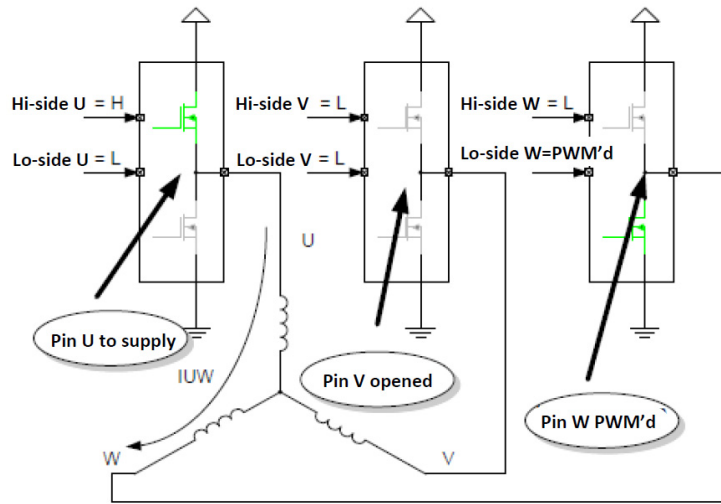 Hi-side U = H
Hi-side V = L
Hi-side W = L
Lo-side U = L
Lo-side V = L
Lo-side W=PWM'd
U
Pin U to supply
IUW
Pin V opened
Pin W PWM'd `
W
V